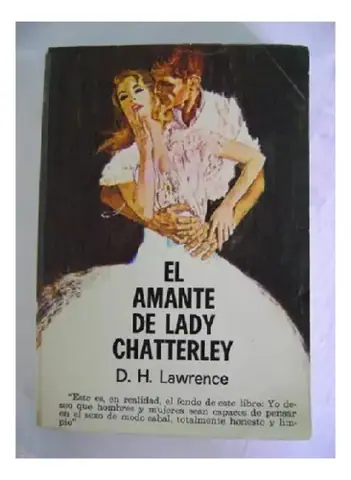 EL
AMANTE
DE LADY
CHATTERLEY
D. H. Lawrence
"Este es, en realidad, el fondo de este libro: Yo de-
seo que hombres y mujeres sean capaces de pensar
en el sexo de modo cabal, totalmente honesto y lim-
pio"